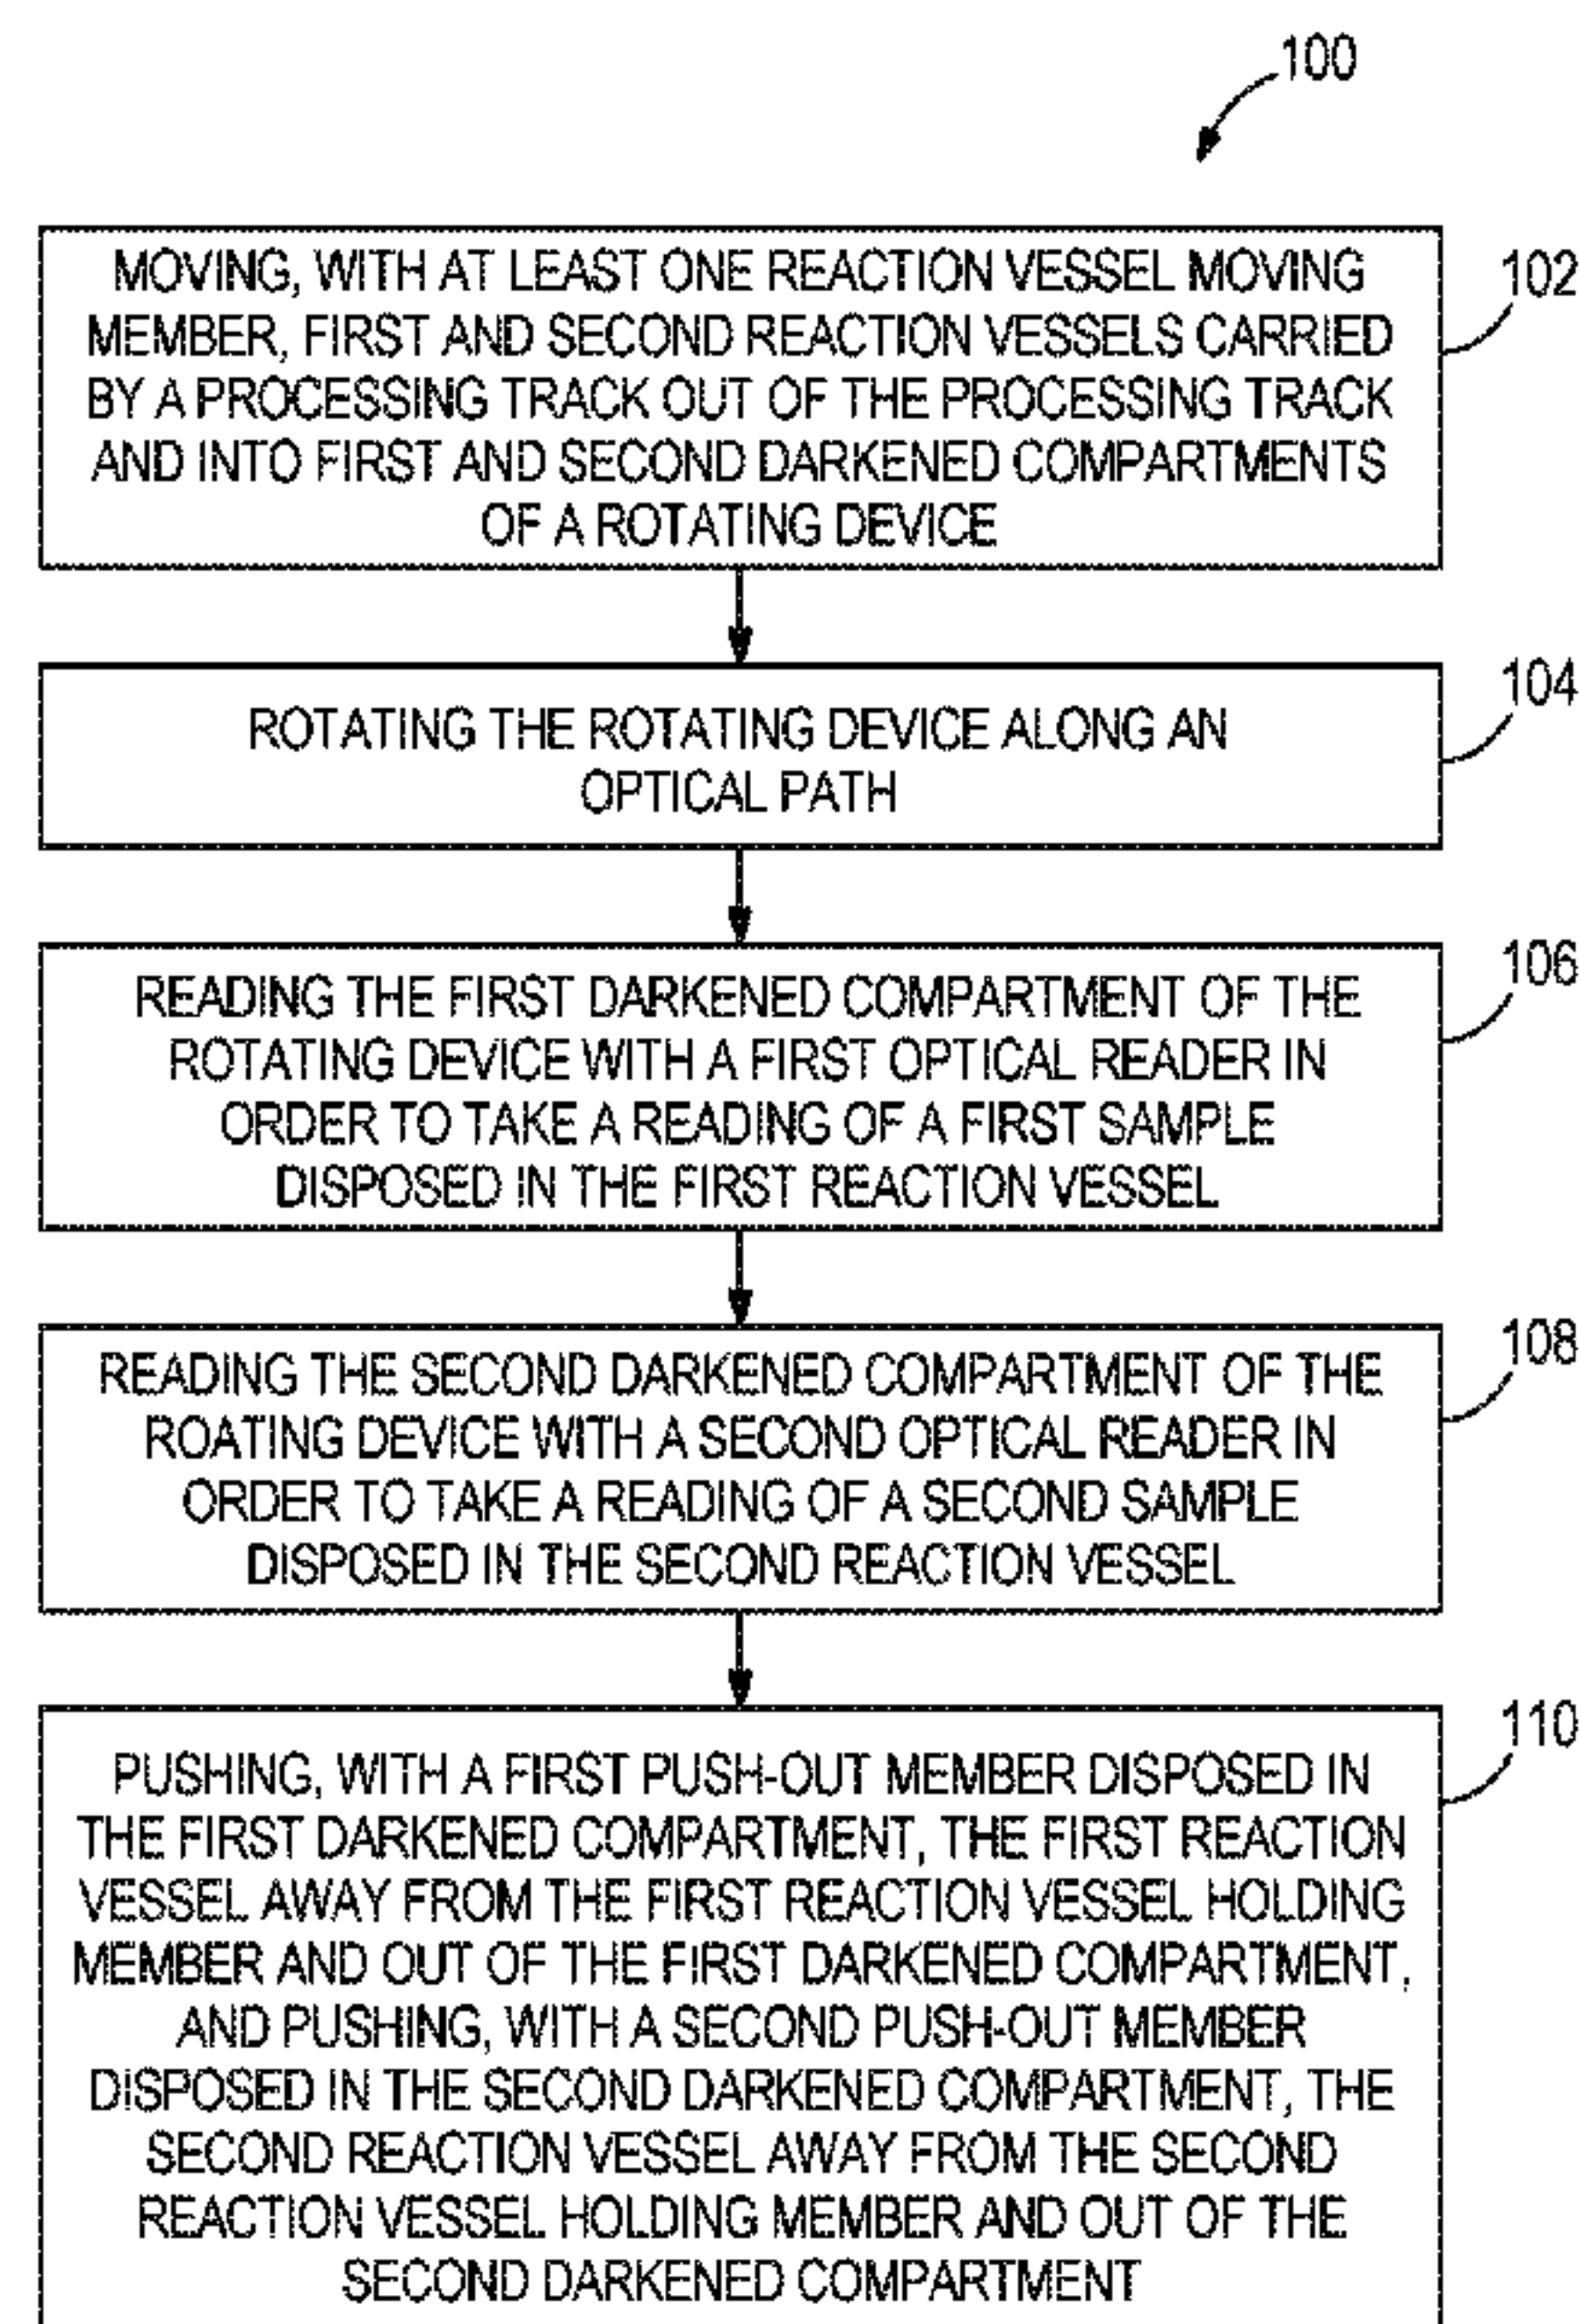 100
MOVING, WITH AT LEAST ONE REACTION VESSEL MOVING
MEMBER, FIRST AND SECOND REACTION VESSELS CARRIED
BY A PROCESSING TRACK OUT OF THE PROCESSING TRACK
AND INTO FIRST AND SECOND DARKENED COMPARTMENTS
OF A ROTATING DEVICE
102
ROTATING THE ROTATING DEVICE ALONG AN
OPTICAL PATH
104
READING THE FIRST DARKENED COMPARTMENT OF THE
ROTATING DEVICE WITH A FIRST OPTICAL READER IN
ORDER TO TAKE A READING OF A FIRST SAMPLE
DISPOSED IN THE FIRST REACTION VESSEL
106
READING THE SECOND DARKENED COMPARTMENT OF THE
ROATING DEVICE WITH A SECOND OPTICAL READER IN
ORDER TO TAKE A READING OF A SECOND SAMPLE
DISPOSED IN THE SECOND REACTION VESSEL
108
PUSHING, WITH A FIRST PUSH-OUT MEMBER DISPOSED IN
THE FIRST DARKENED COMPARTMENT, THE FIRST REACTION
VESSEL AWAY FROM THE FIRST REACTION VESSEL HOLDING
MEMBER AND OUT OF THE FIRST DARKENED COMPARTMENT,
AND PUSHING, WITH A SECOND PUSH-OUT MEMBER
DISPOSED IN THE SECOND DARKENED COMPARTMENT, THE
SECOND REACTION VESSEL AWAY FROM THE SECOND
REACTION VESSEL HOLDING MEMBER AND OUT OF THE
SECOND DARKENED COMPARTMENT
110